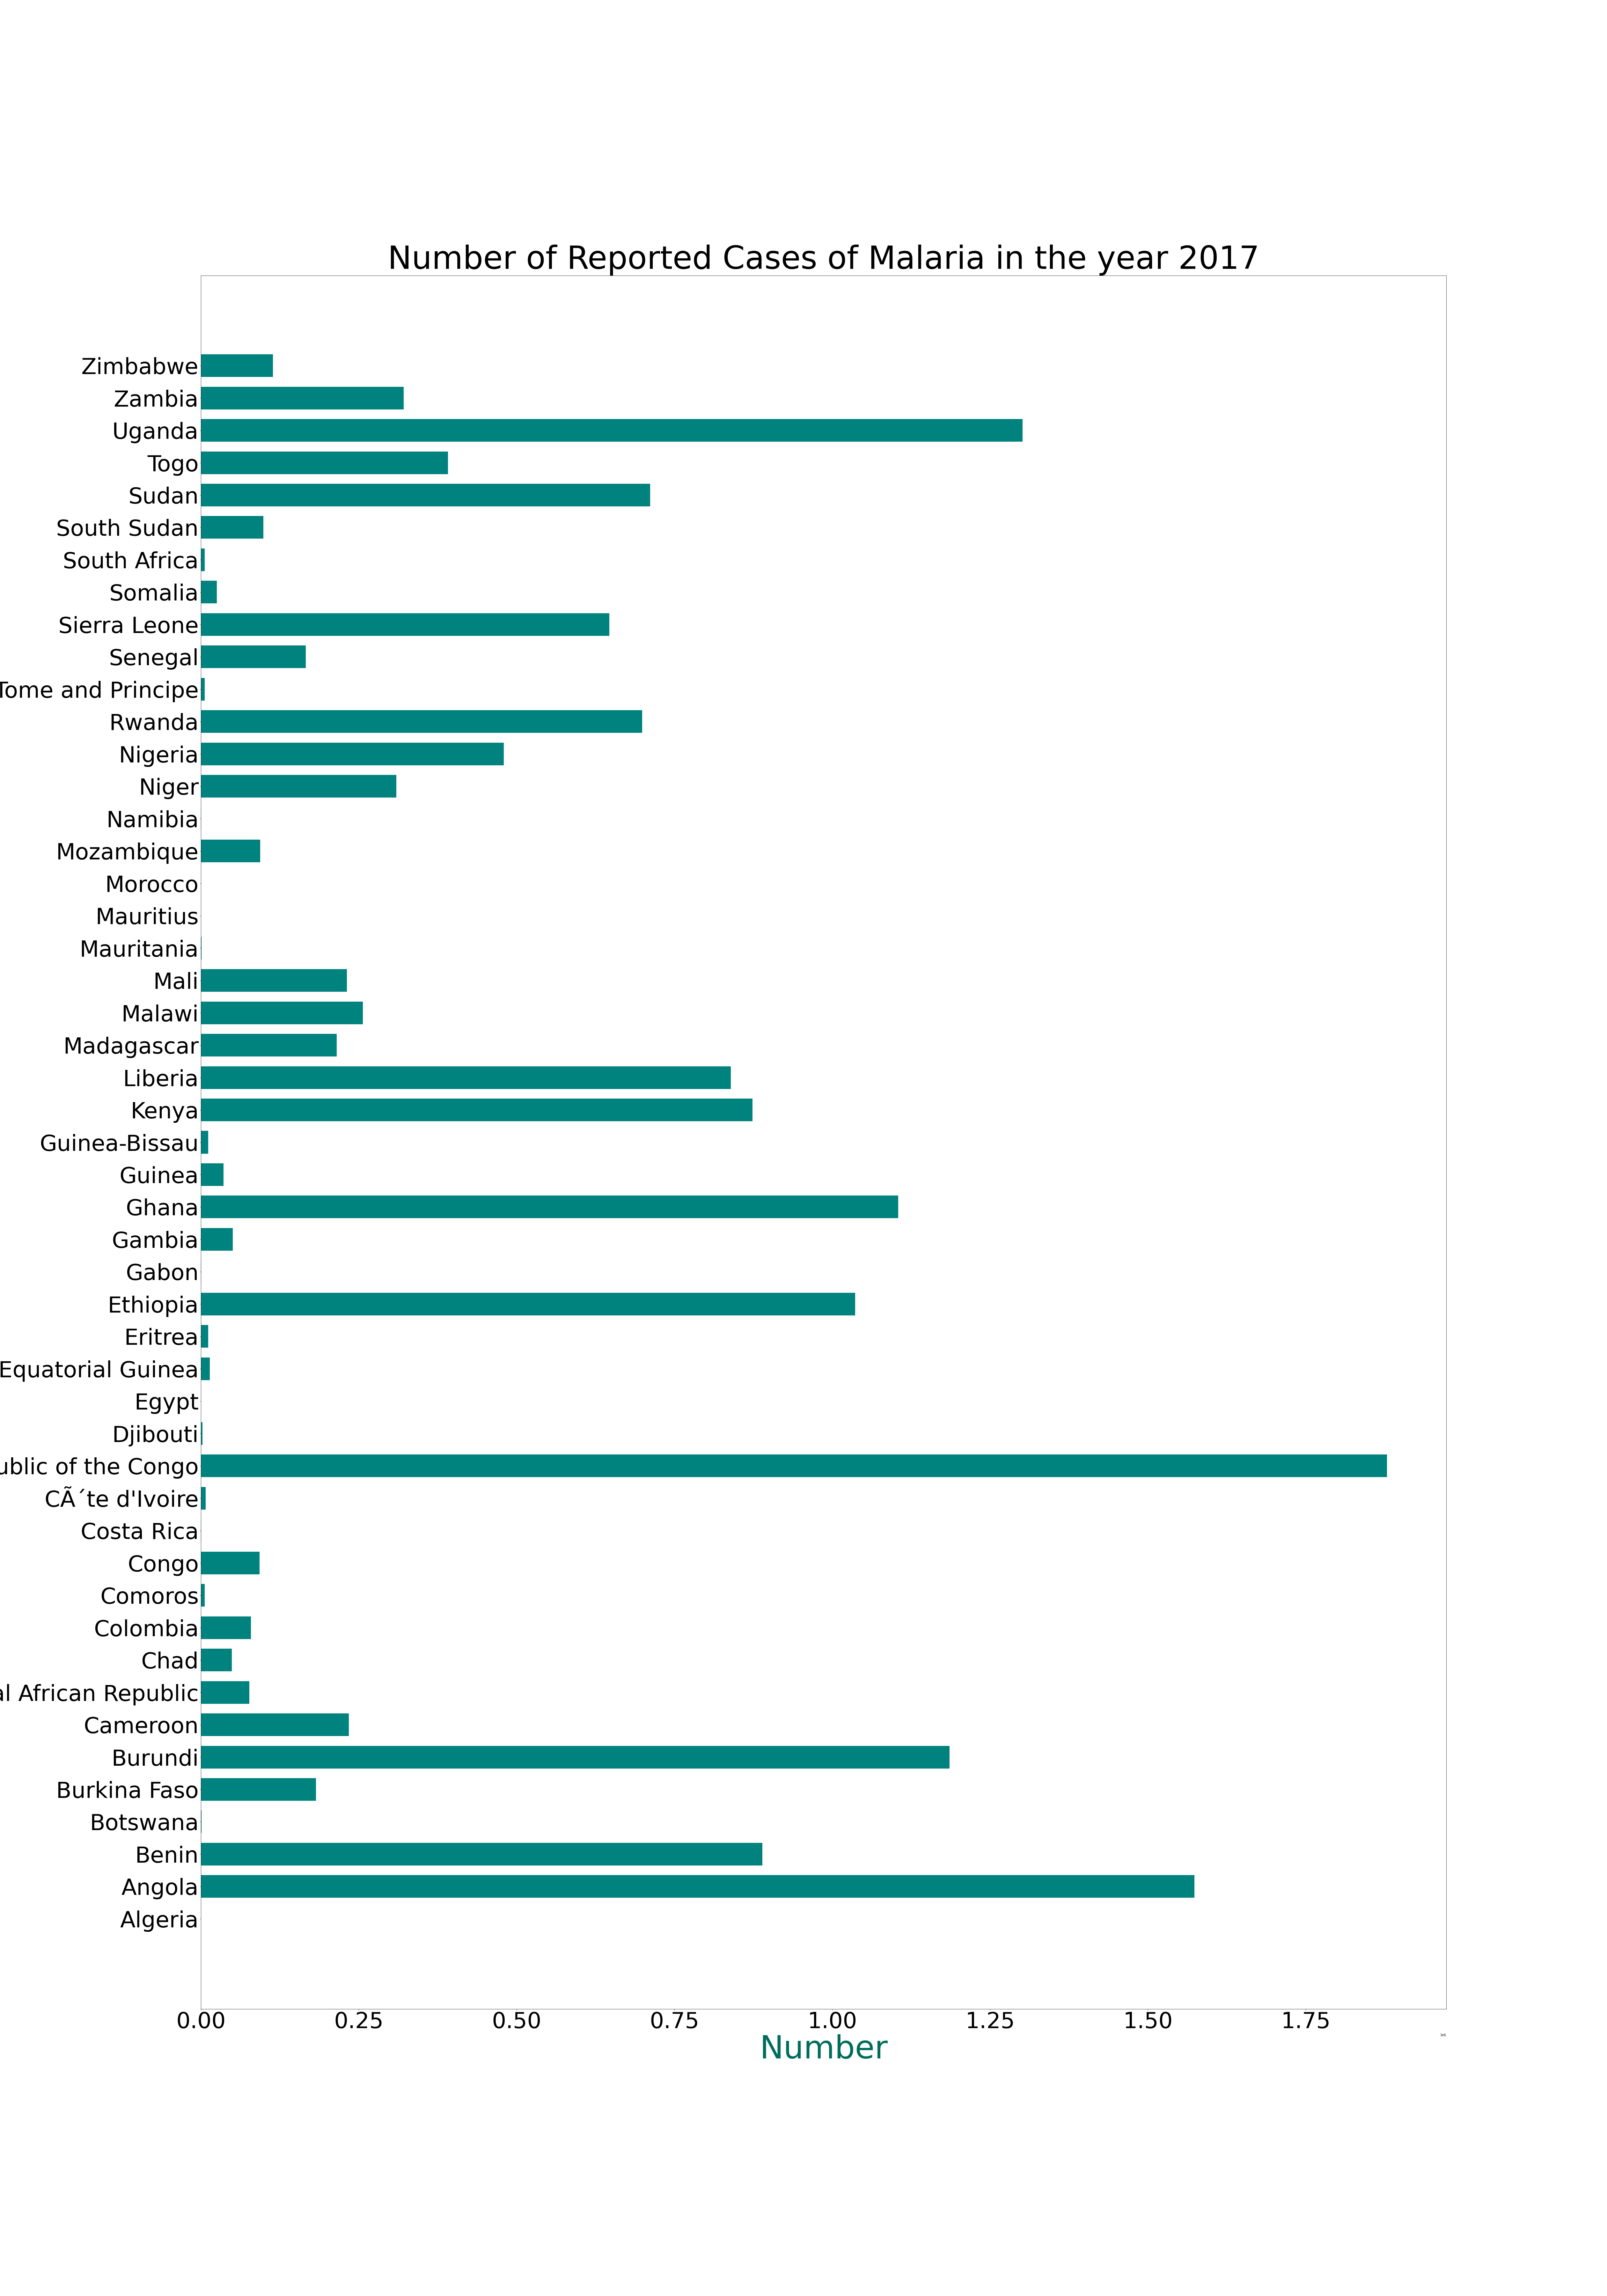 Number of Reported Cases of Malaria in the year 2017
Zimbabwe
Zambia
Uganda
Togo
Sudan
South Sudan
South Africa
Somalia
Sierra Leone
Senegal
Tome and Principe
Rwanda
Nigeria
Niger
Namibia
Mozambique
Morocco
Mauritius
Mauritania
Mali
Malawi
Madagascar
Liberia
Kenya
Guinea-Bissau
Guinea
Ghana
Gambia
Gabon
Ethiopia
Eritrea
Equatorial Guinea
Egypt
Djibouti
ublic of the Congo
CÃ´te d'Ivoire
Costa Rica
Congo
Comoros
Colombia
Chad
al African Republic
Cameroon
Burundi
Burkina Faso
Botswana
Benin
Angola
Algeria
0.00 0.25 0.50 0.75 1.00 1.25 1.50 1.75
Number